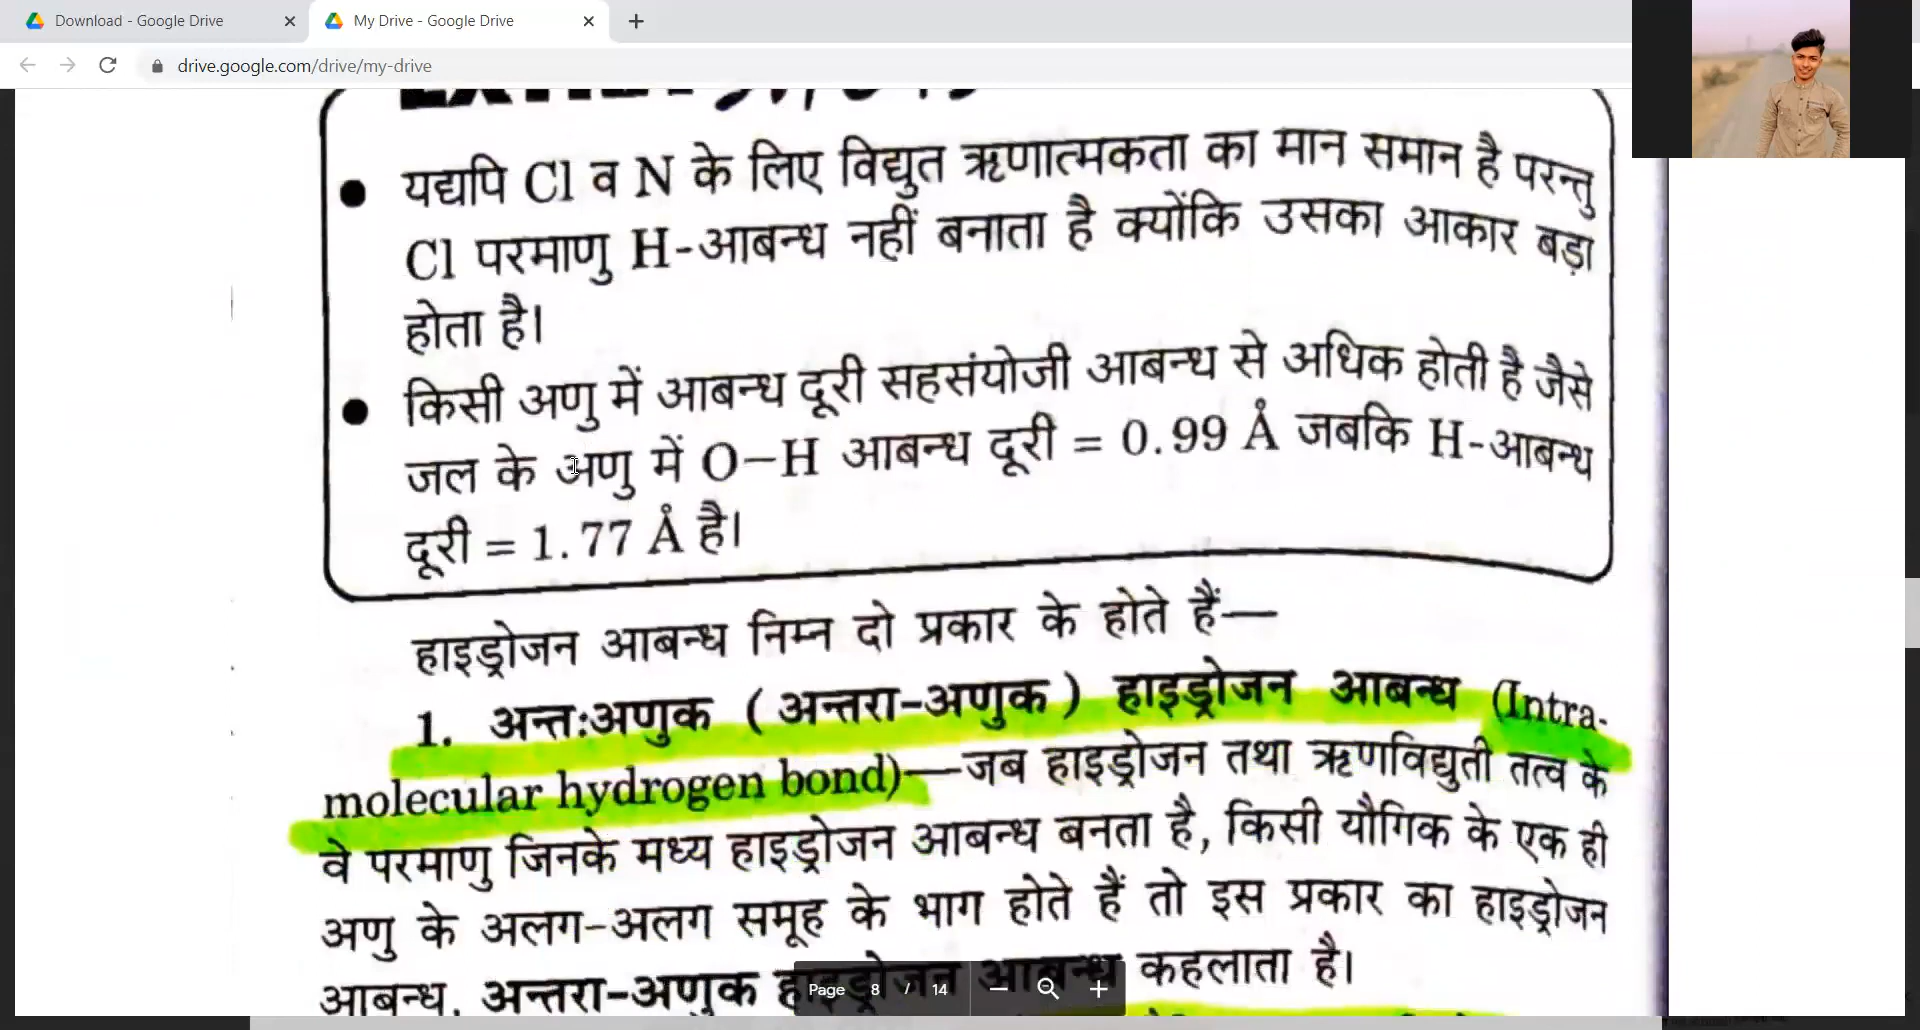 Download - Google Drive
My Drive - Google Drive
drive.google.com/drive/my-drive
यद्यपि Cl व N के लिए विद्युत ऋणात्मकता का मान समान है परन्तु
Cl परमाणु H-आबन्ध नहीं बनाता है क्योंकि उसका आकार बड़ा
होता है।
किसी अणु में आबन्ध दूरी सहसंयोजी आबन्ध से अधिक होती है जैसे
जल के अणु में O–H आबन्ध दूरी = 0.99 Å जबकि H-आबन्ध
दूरी = 1.77 Å है।
हाइड्रोजन आबन्ध निम्न दो प्रकार के होते हैं—
1. अन्तःअणुक (अन्तरा-अणुक) हाइड्रोजन आबन्ध (Intra-
molecular hydrogen bond)—जब हाइड्रोजन तथा ऋणविद्युती तत्व के
वे परमाणु जिनके मध्य हाइड्रोजन आबन्ध बनता है, किसी यौगिक के एक ही
अणु के अलग-अलग समूह के भाग होते हैं तो इस प्रकार का हाइड्रोजन
आबन्ध, अन्तरा-अणुक हाइड्रोजन आबन्ध कहलाता है।
Page 8 / 14